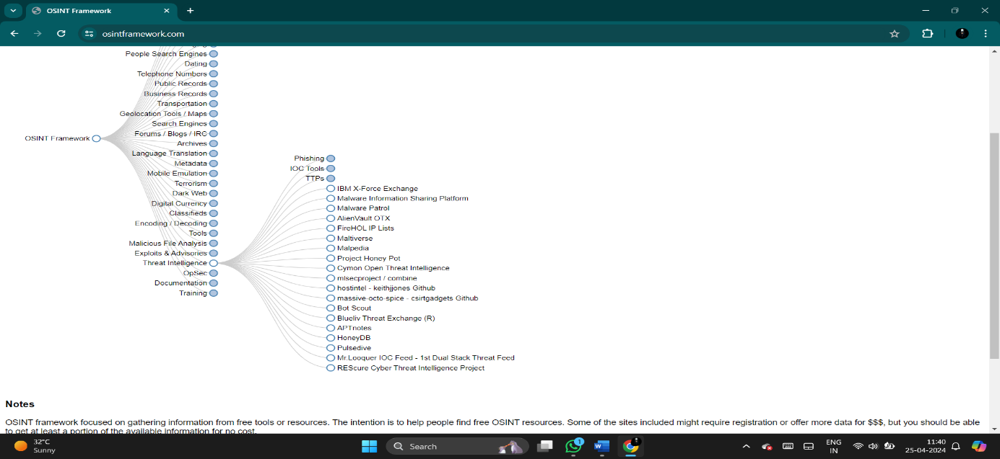 OSINT Framework
osintframework.com
People Search Engines
Dating
Telephone Numbers
Public Records
Business Records
Transportation
Geolocation Tools / Maps
Search Engines
OSINT Framework
Forums / Blogs / IRC
Archives
Language Translation
Metadata
Mobile Emulation
Terrorism
Dark Web
Digital Currency
Classifieds
Encoding / Decoding
Tools
Malicious File Analysis
Exploits & Advisories
Threat Intelligence
OpSec
Documentation
Training
Phishing
IOC Tools
TTPs
IBM X-Force Exchange
Malware Information Sharing Platform
Malware Patrol
AlienVault OTX
FireHOL IP Lists
Maltiverse
Malpedia
Project Honey Pot
Cymon Open Threat Intelligence
mlsecproject / combine
hostintel - keithjjones Github
massive-octo-spice - csirtgadgets Github
Bot Scout
Blueliv Threat Exchange (R)
APTnotes
HoneyDB
Pulsedive
Mr.Looquer IOC Feed - 1st Dual Stack Threat Feed
REScure Cyber Threat Intelligence Project
Notes
OSINT framework focused on gathering information from free tools or resources. The intention is to help people find free OSINT resources. Some of the sites included might require registration or offer more data for $$$, but you should be able
to get at least a portion of the available information for no cost.
32°C
Sunny
Search
1
ENG
IN
11:40
25-04-2024